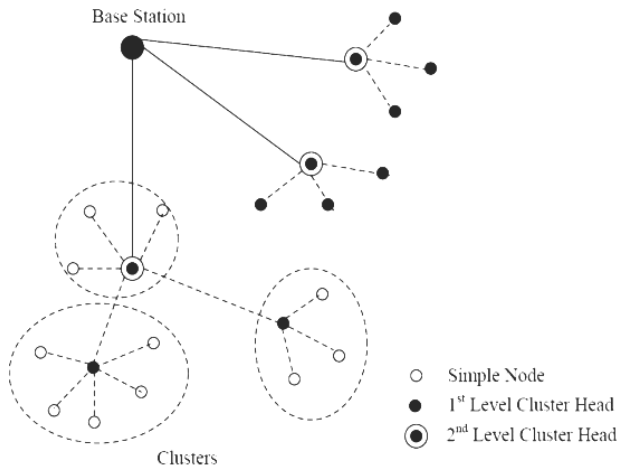 Base Station
Simple Node
1st Level Cluster Head
2nd Level Cluster Head
Clusters